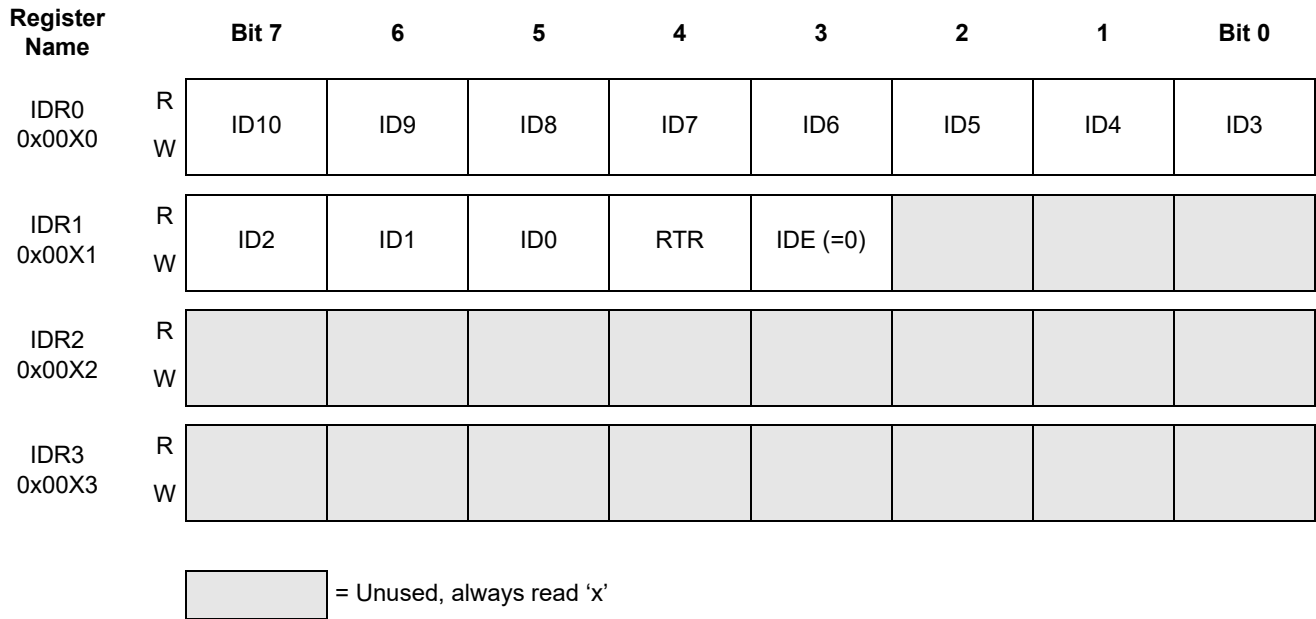 Register Name Bit 7 6 5 4 3 2 1 Bit 0
IDR0 0x00X0 R W ID10 ID9 ID8 ID7 ID6 ID5 ID4 ID3
IDR1 0x00X1 R W ID2 ID1 ID0 RTR IDE (=0)
IDR2 0x00X2 R W
IDR3 0x00X3 R W
= Unused, always read ‘x’